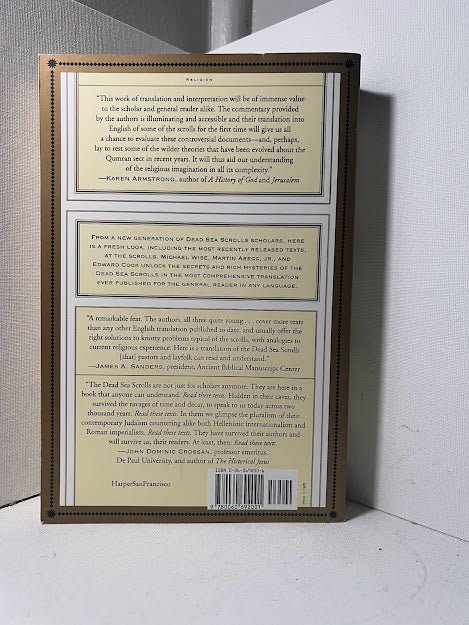 RELIGION
"This work of translation and interpretation will be of immense value
to the scholar and general reader alike. The commentary provided
by the authors is illuminating and accessible and their translation into
English of some of the scrolls for the first time will give us all
a chance to evaluate these controversial documents—and, perhaps,
lay to rest some of the wilder theories that have been evolved about the
Qumran sect in recent years. It will thus aid our understanding
of the religious imagination in all its complexity."
—KAREN ARMSTRONG, author of A History of God and Jerusalem
FROM A NEW GENERATION OF DEAD SEA SCROLLS SCHOLARS, HERE
IS A FRESH LOOK, INCLUDING THE MOST RECENTLY RELEASED TEXTS,
AT THE SCROLLS. MICHAEL WISE, MARTIN ABEGG, JR., AND
EDWARD COOK UNLOCK THE SECRETS AND RICH MYSTERIES OF THE
DEAD SEA SCROLLS IN THE MOST COMPREHENSIVE TRANSLATION
EVER PUBLISHED FOR THE GENERAL READER IN ANY LANGUAGE.
"A remarkable feat. The authors, all three quite young . . . cover more texts
than any other English translation published to date, and usually offer the
right solutions to knotty problems typical of the scrolls, with analogies to
current religious experience. Here is a translation of the Dead Sea Scrolls
[that] pastors and layfolk can read and understand."
—JAMES A. SANDERS, president, Ancient Biblical Manuscript Center
"The Dead Sea Scrolls are not just for scholars anymore. They are here in a
book that anyone can understand. Read these texts. Hidden in their caves, they
survived the ravages of time and decay, to speak to us today across two
thousand years. Read these texts. In them we glimpse the pluralism of their
contemporary Judaism countering alike both Hellenistic internationalism and
Roman imperialism. Read these texts. They have survived their authors and
will survive us, their readers. At least, then: Read these texts."
—JOHN DOMINIC CROSSAN, professor emeritus,
De Paul University, and author of The Historical Jesus
HarperSanFrancisco
ISBN 0-06-069200-6
9 780060 692001